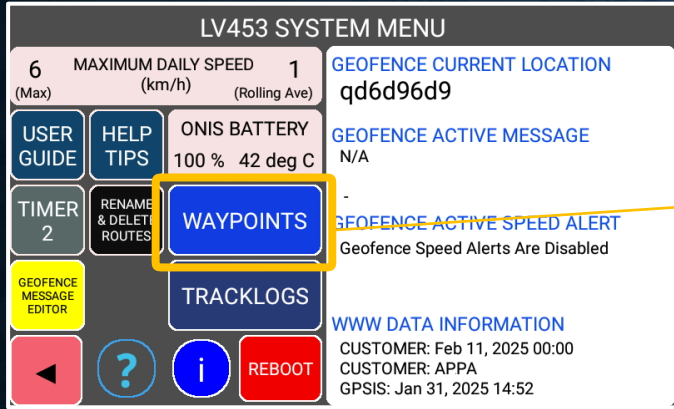 LV453 SYSTEM MENU
6 MAXIMUM DAILY SPEED 1
(Max) (km/h) (Rolling Ave)
USER
GUIDE
HELP
TIPS
ONIS BATTERY
100 % 42 deg C
TIMER
2
RENAME
& DELETE
ROUTES
WAYPOINTS
GEOFENCE
MESSAGE
EDITOR
TRACKLOGS
?
i
REBOOT
GEOFENCE CURRENT LOCATION
qd6d96d9
GEOFENCE ACTIVE MESSAGE
N/A
-
GEOFENCE ACTIVE SPEED ALERT
Geofence Speed Alerts Are Disabled
WWW DATA INFORMATION
CUSTOMER: Feb 11, 2025 00:00
CUSTOMER: APPA
GPSIS: Jan 31, 2025 14:52